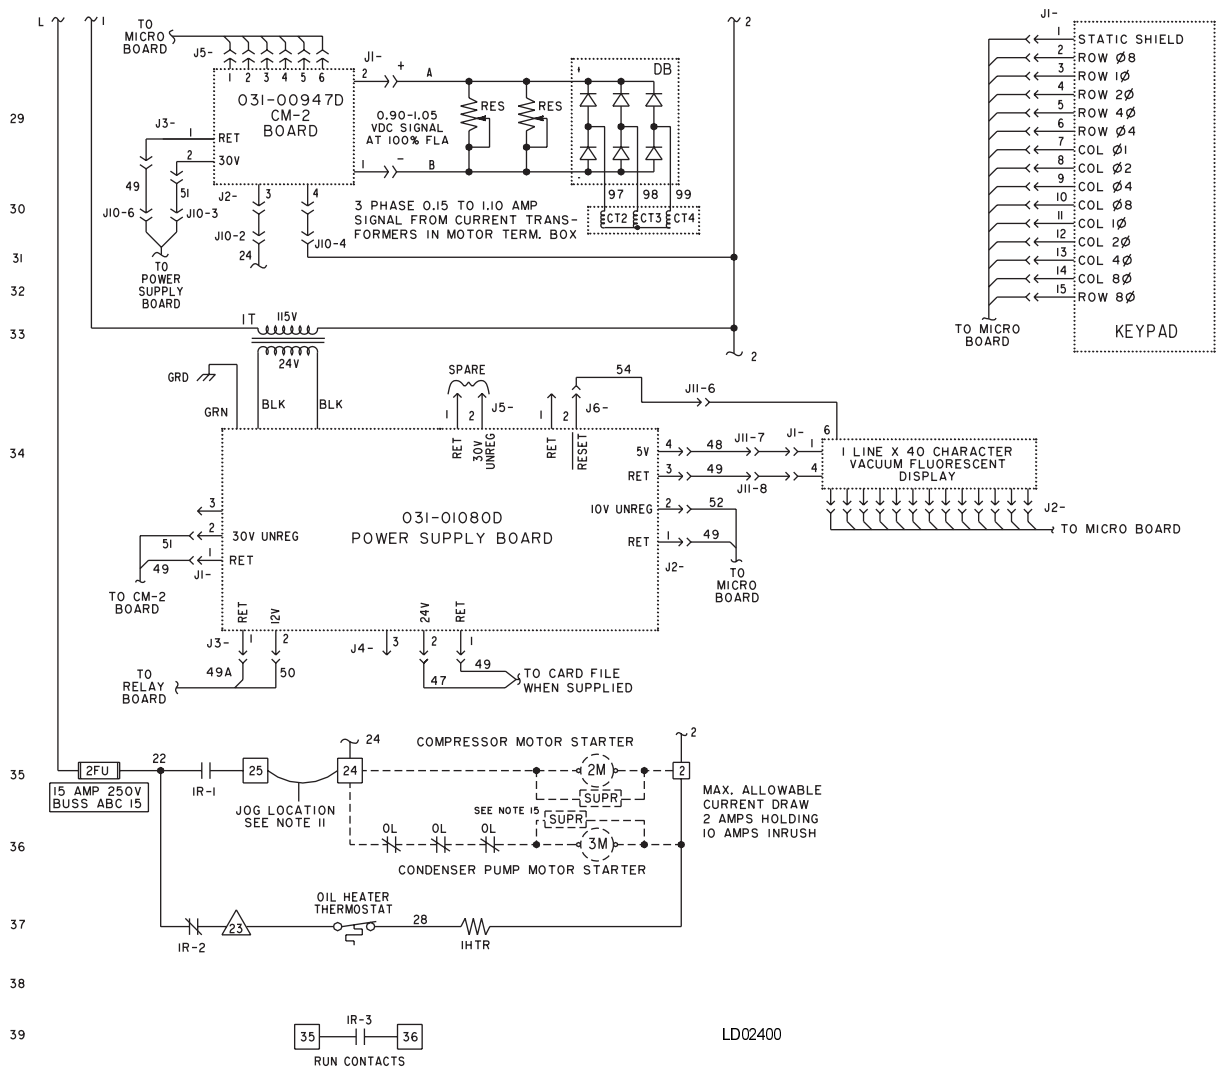 L
1
2
TO
MICRO
BOARD
J5-
1 2 3 4 5 6
J1-
2
+
A
031-00947D
CM-2
BOARD
29
J3-
1
RET
2
30V
0.90-1.05
VDC SIGNAL
AT 100% FLA
RES
RES
+
DB
-
1
-
B
49
51
J10-6
J10-3
J2-
3
4
30
J10-2
J10-4
24
3 PHASE 0.15 TO 1.10 AMP
SIGNAL FROM CURRENT TRANS-
FORMERS IN MOTOR TERM. BOX
97
98
99
CT2
CT3
CT4
31
TO
POWER
SUPPLY
BOARD
32
33
1T
115V
24V
2
J1-
1 STATIC SHIELD
2 ROW Ø8
3 ROW 1Ø
4 ROW 2Ø
5 ROW 4Ø
6 ROW Ø4
7 COL Ø1
8 COL Ø2
9 COL Ø4
10 COL Ø8
11 COL 1Ø
12 COL 2Ø
13 COL 4Ø
14 COL 8Ø
15 ROW 8Ø
TO MICRO
BOARD
KEYPAD
GRD
GRN
BLK
BLK
SPARE
54
J11-6
1
2
J5-
1
2
J6-
RET
30V
UNREG
RET
RESET
34
5V
4
48
J11-7
J1-
1
RET
3
49
J11-8
4
6
1 LINE X 40 CHARACTER
VACUUM FLUORESCENT
DISPLAY
J2-
TO MICRO BOARD
3
51
2
30V UNREG
49
1
RET
J1-
TO CM-2
BOARD
031-01080D
POWER SUPPLY BOARD
10V UNREG
2
52
RET
1
49
J2-
TO
MICRO
BOARD
RET
12V
24V
RET
J3-
1
2
J4-
3
2
1
49A
50
TO
RELAY
BOARD
49
47
TO CARD FILE
WHEN SUPPLIED
35
2FU
15 AMP 250V
BUSS ABC 15
22
1R-1
25
24
24
JOG LOCATION
SEE NOTE 11
COMPRESSOR MOTOR STARTER
2M
SUPR
2
2
MAX. ALLOWABLE
CURRENT DRAW
2 AMPS HOLDING
10 AMPS INRUSH
SEE NOTE 15
SUPR
36
OL
OL
OL
3M
CONDENSER PUMP MOTOR STARTER
37
1R-2
23
OIL HEATER
THERMOSTAT
28
1HTR
38
39
35
1R-3
36
RUN CONTACTS
LD02400